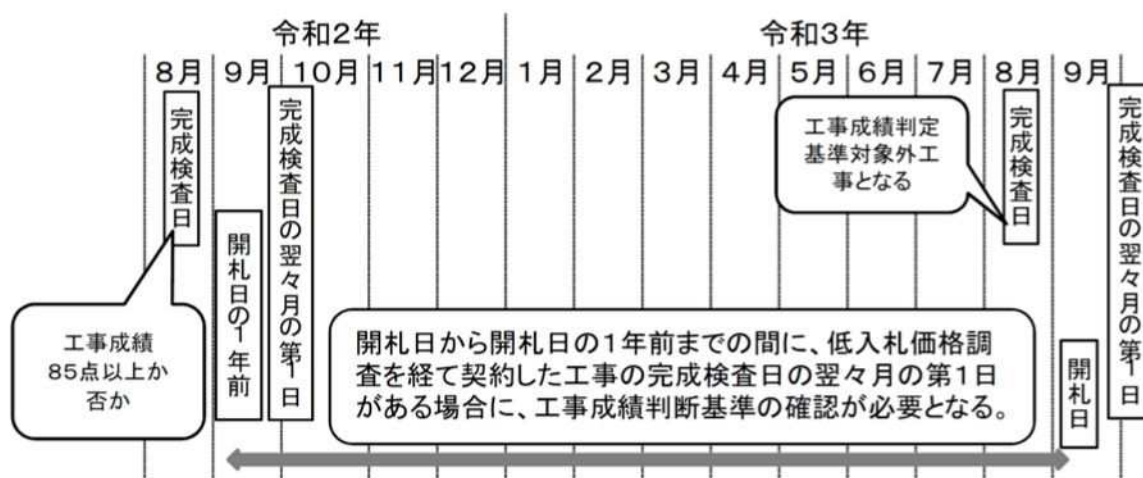 令和2年
令和3年
8月
9月
10月
11月
12月
1月
2月
3月
4月
5月
6月
7月
8月
9月
完成検査日
開札日の1年前
完成検査日の翌々月の第1日
工事成績判定
基準対象外工
事となる
完成検査日
開札日
完成検査日の翌々月の第1日
工事成績
85点以上か
否か
開札日から開札日の1年前までの間に、低入札価格調
査を経て契約した工事の完成検査日の翌々月の第1日
がある場合に、工事成績判断基準の確認が必要となる。